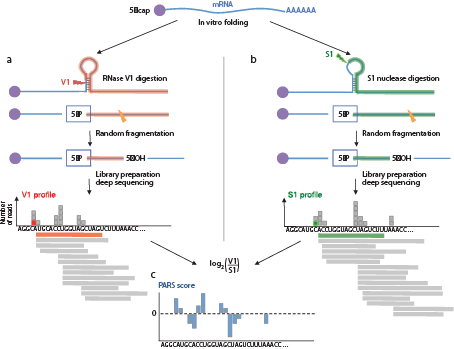 mRNA
5′ cap
AAAAAA
In vitro folding
a
b
V1
RNase V1 digestion
S1
S1 nuclease digestion
5′ P
5′ P
Random fragmentation
Random fragmentation
5′ P
5′ OH
5′ P
5′ OH
Library preparation
deep sequencing
Library preparation
deep sequencing
Number
of reads
V1 profile
S1 profile
AGGCAUGCACCUGGUAGCUAGUCUUUAAACC ...
AGGCAUGCACCUGGUAGCUAGUCUUUAAACC ...
log2(V1/S1)
c
PARS score
0
AGGCAUGCACCUGGUAGCUAGUCUUUAAACC ...